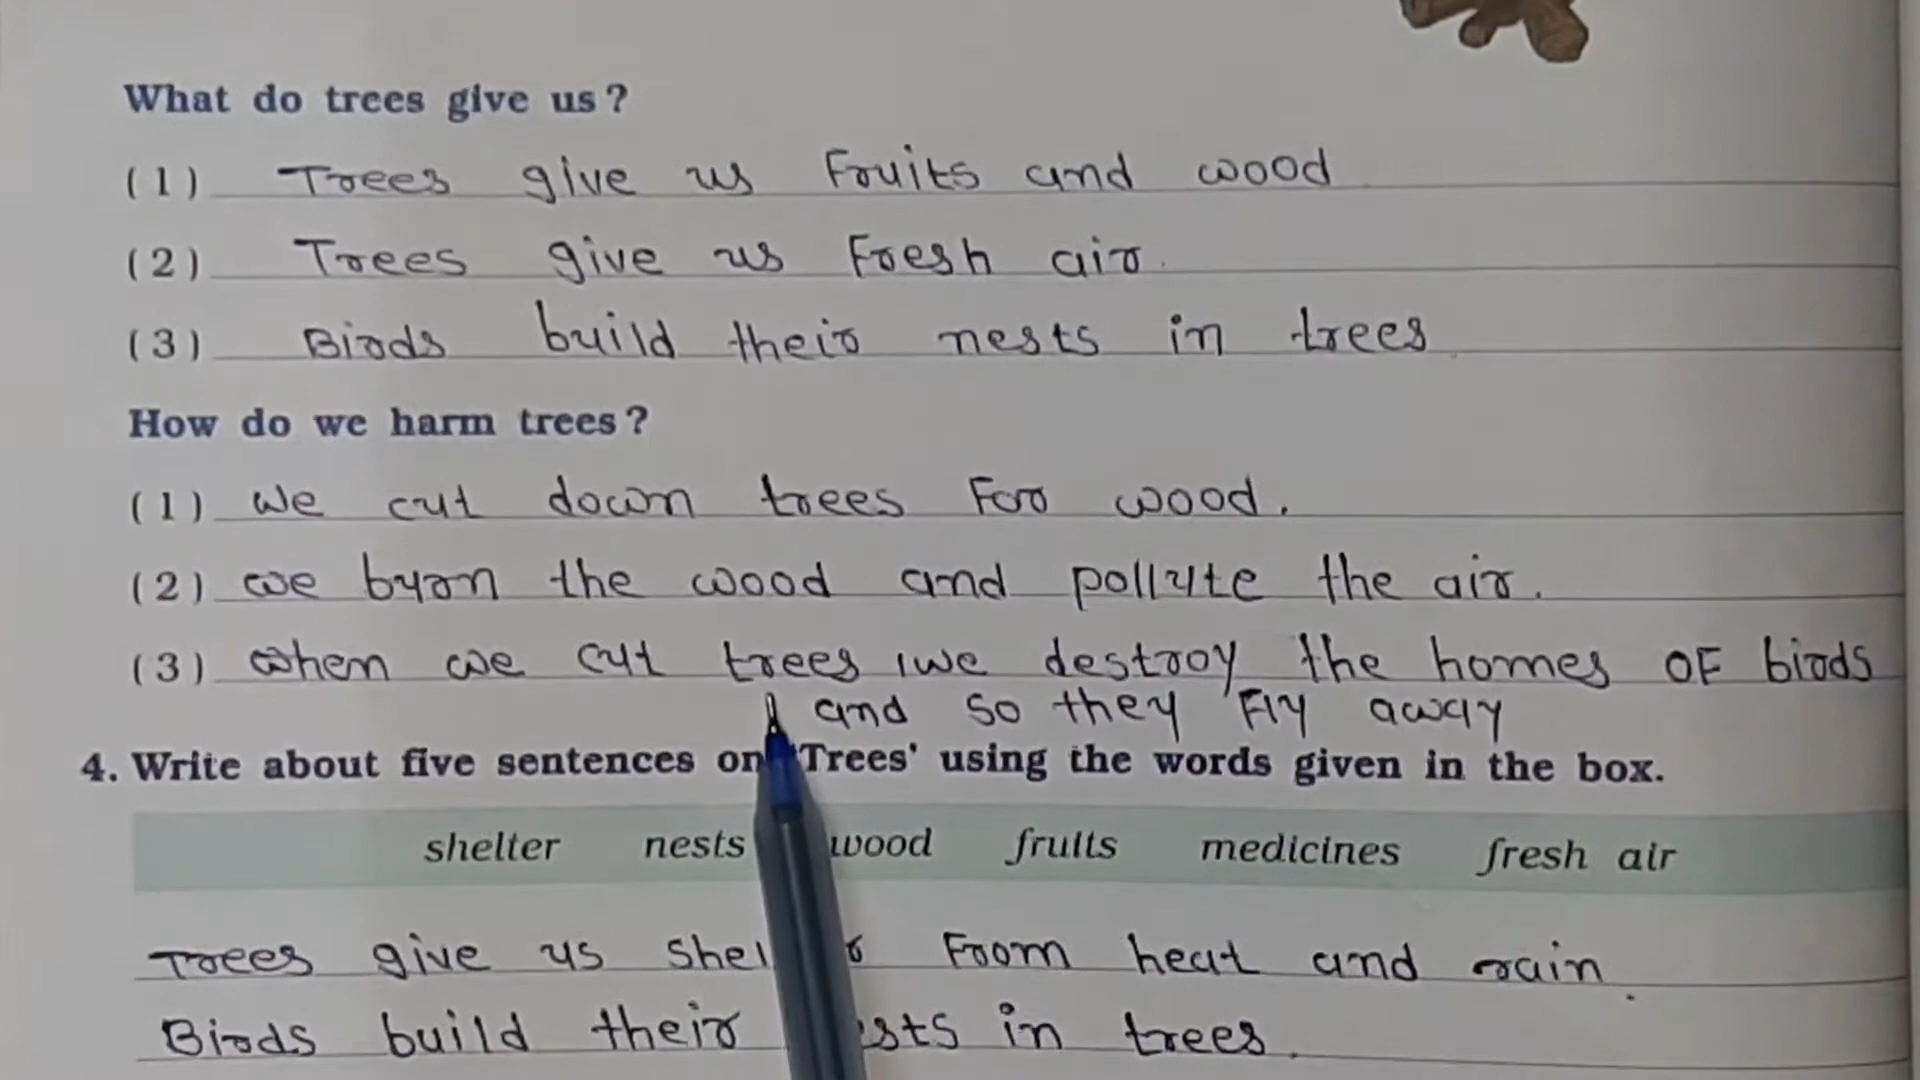 What do trees give us?
(1) Trees give us Fruits and wood
(2) Trees give us Fresh air.
(3) Birds build their nests in trees
How do we harm trees?
(1) We cut down trees For wood.
(2) we burn the wood and pollute the air.
(3) when we cut trees, we destroy the homes OF birds
and so they Fly away
4. Write about five sentences on 'Trees' using the words given in the box.
shelter nests wood fruits medicines fresh air
Trees give us From heat and rain.
Birds build their in trees.